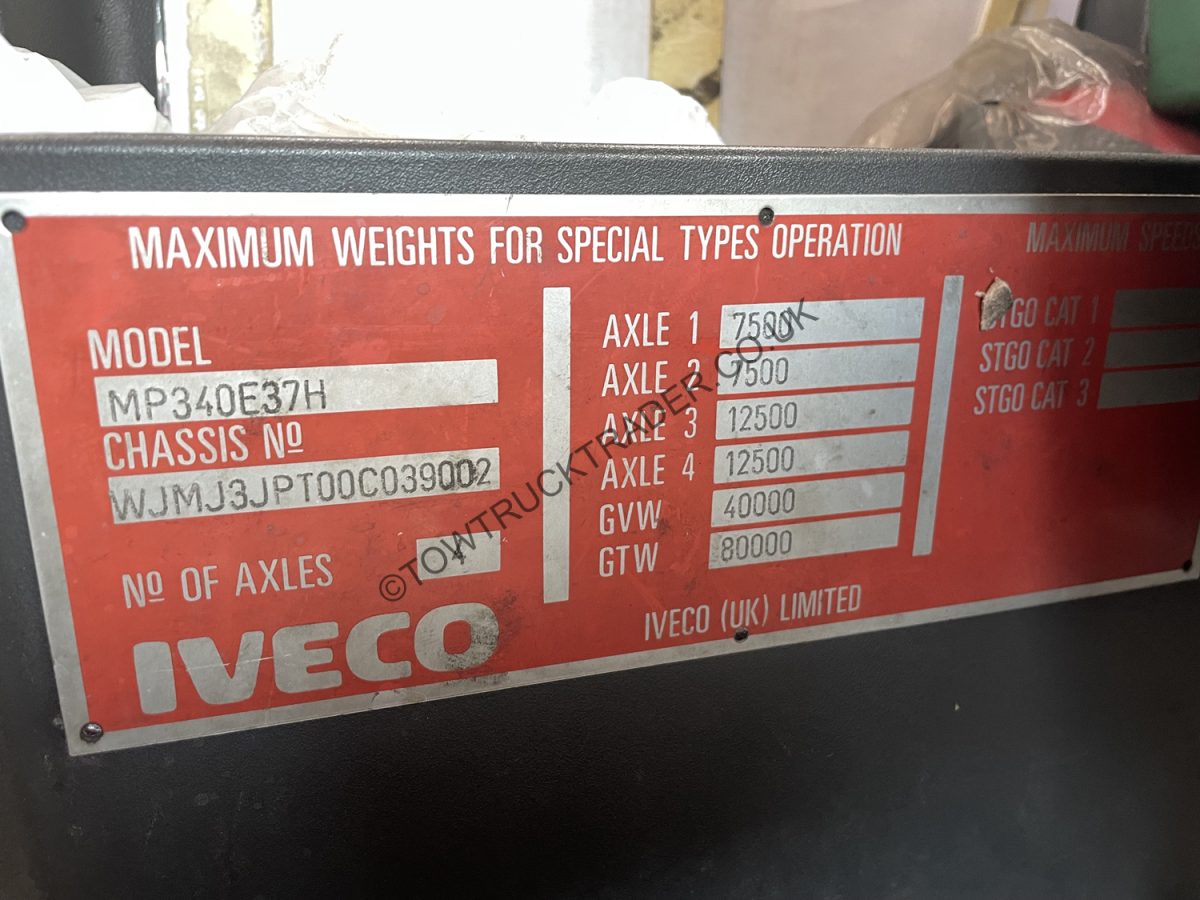 MAXIMUM WEIGHTS FOR SPECIAL TYPES OPERATION
MODEL
MP340E37H
CHASSIS Nº
WJMJ3JPT00C039002
Nº OF AXLES
IVECO
AXLE 1 7500
AXLE 2 7500
AXLE 3 12500
AXLE 4 12500
GVW 40000
GTW 80000
IVECO (UK) LIMITED
MAXIMUM SPEED
STGO CAT 1
STGO CAT 2
STGO CAT 3
©TOWTRUCKTRADER.CO.UK